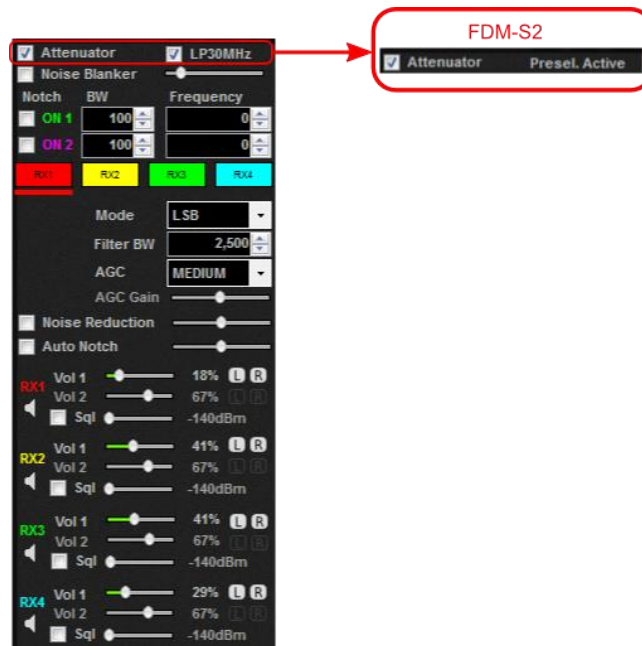 FDM-S2
Attenuator LP30MHz
Attenuator Presel. Active
Noise Blanker
Notch BW Frequency
ON 1 100 0
ON 2 100 0
RX1 RX2 RX3 RX4
Mode LSB
Filter BW 2,500
AGC MEDIUM
AGC Gain
Noise Reduction
Auto Notch
RX1
Vol 1 18% L R
Vol 2 67% L R
Sql -140dBm
RX2
Vol 1 41% L R
Vol 2 67% L R
Sql -140dBm
RX3
Vol 1 41% L R
Vol 2 67% L R
Sql -140dBm
RX4
Vol 1 29% L R
Vol 2 67% L R
Sql -140dBm